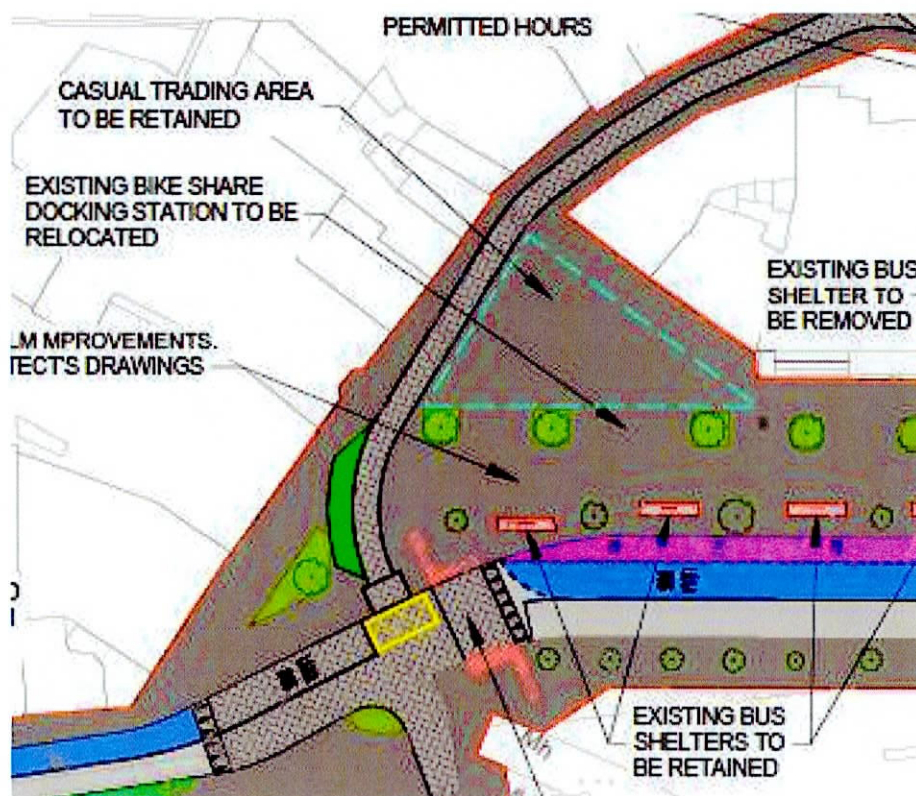 PERMITTED HOURS
CASUAL TRADING AREA
TO BE RETAINED
EXISTING BIKE SHARE
DOCKING STATION TO BE
RELOCATED
EXISTING BUS
SHELTER TO
BE REMOVED
LM MPROVEMENTS.
TECT'S DRAWINGS
EXISTING BUS
SHELTERS TO
BE RETAINED